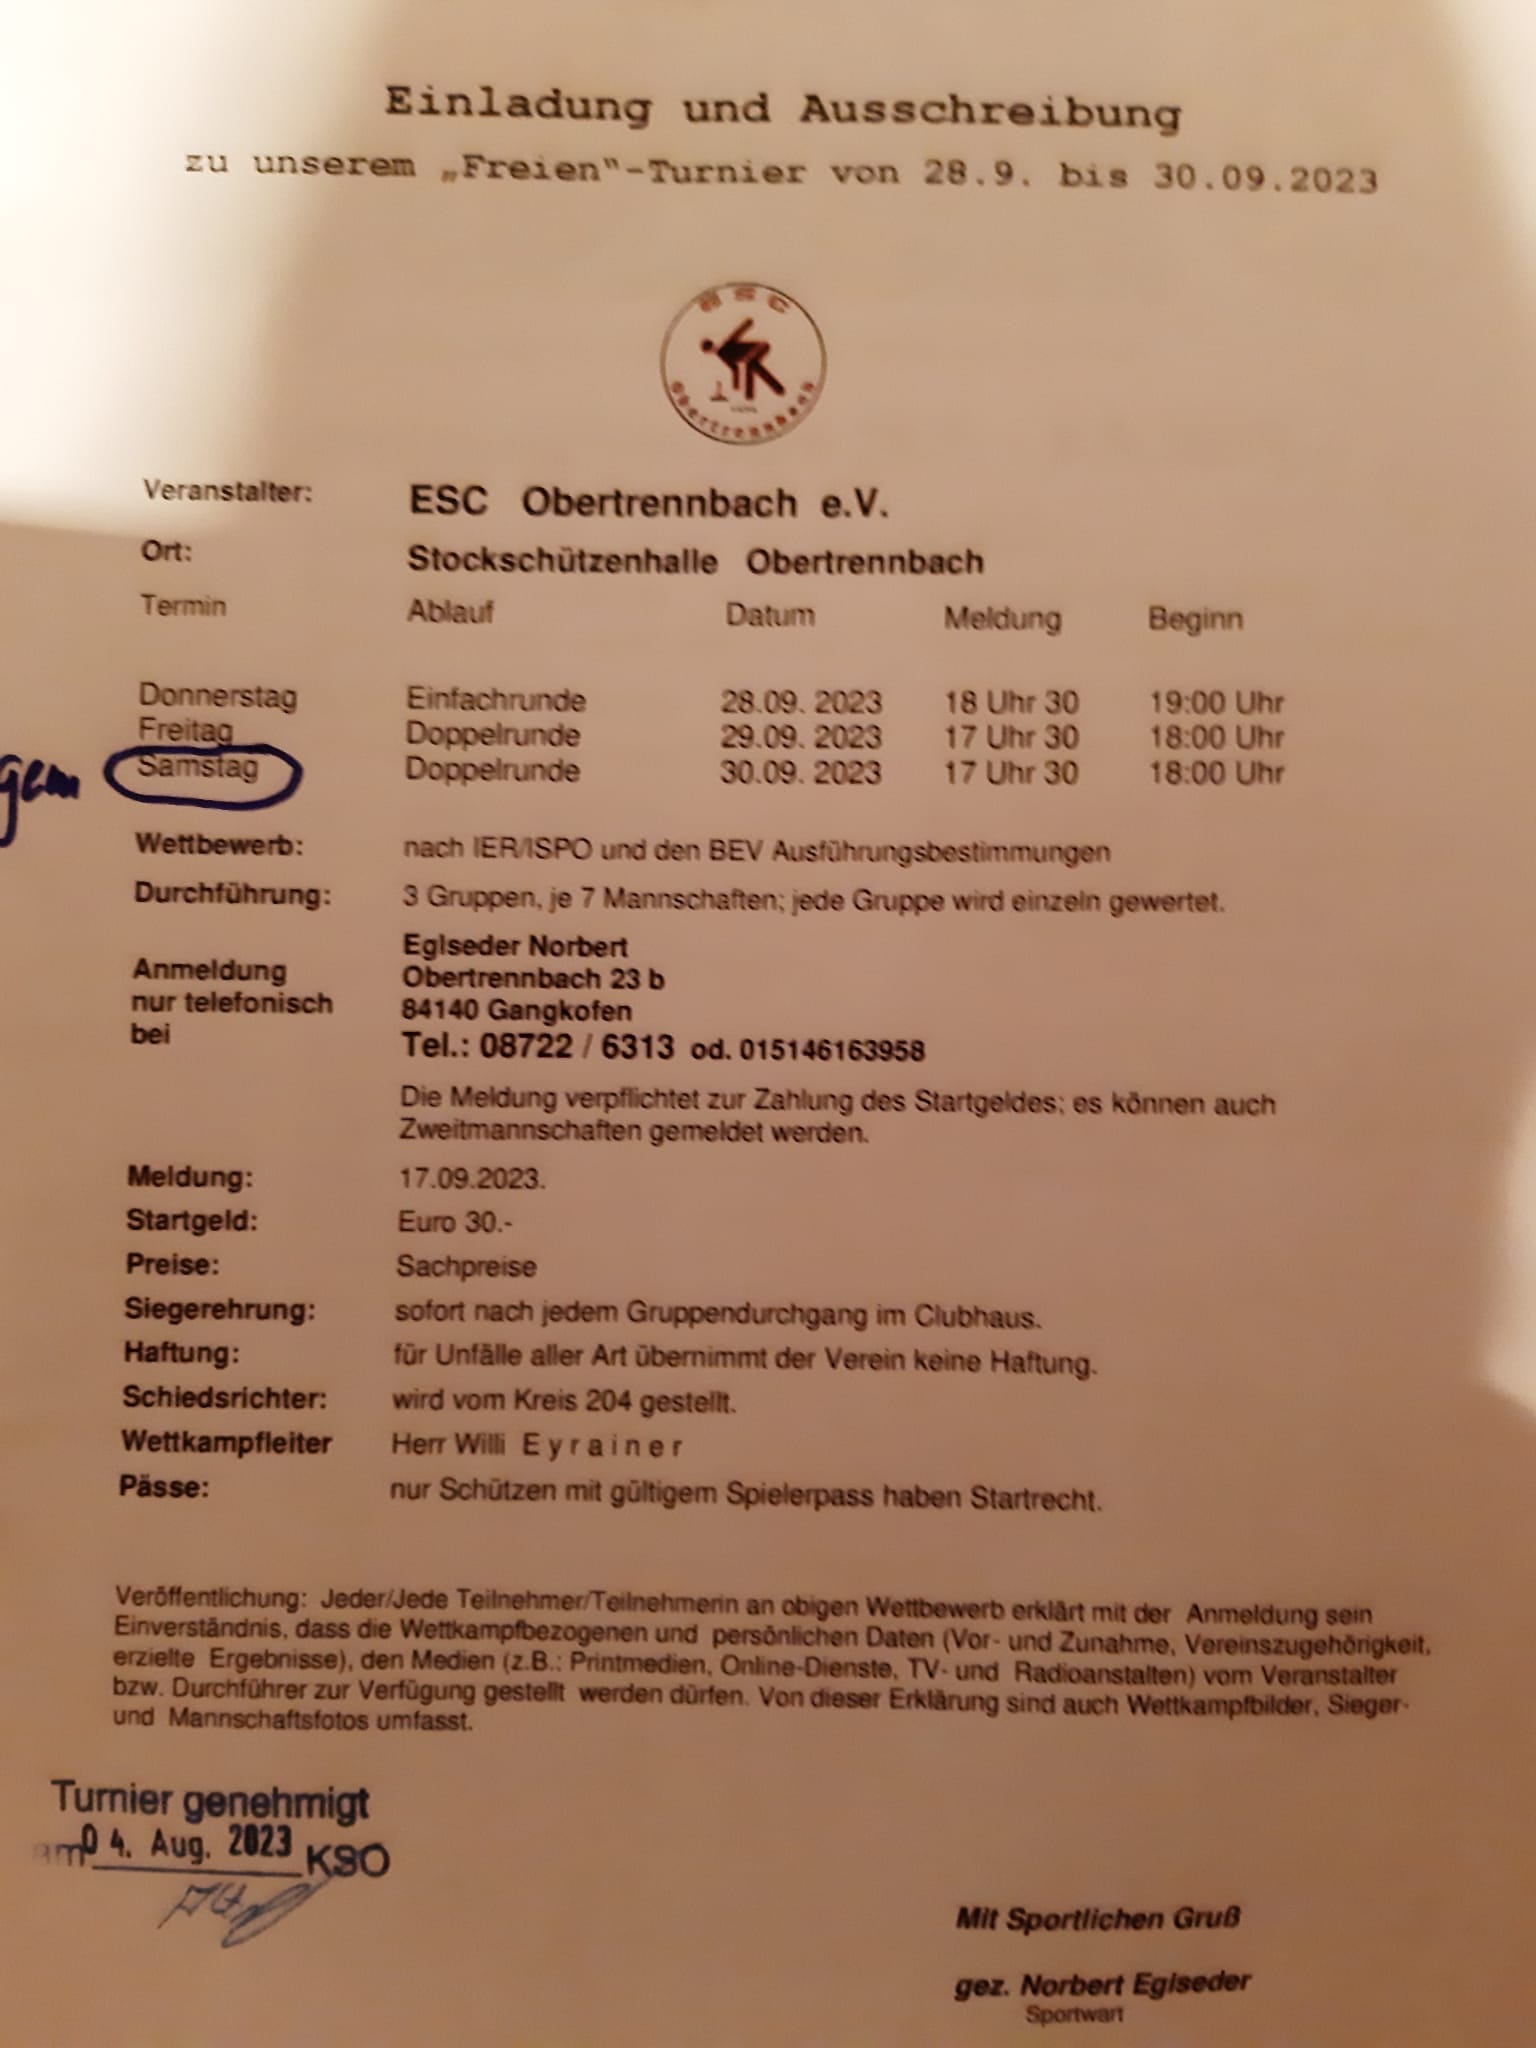 Einladung und Ausschreibung
zu unserem „Freien"-Turnier von 28.9. bis 30.09.2023
ESC
Obertrennbach
Veranstalter: ESC Obertrennbach e.V.
Ort: Stockschützenhalle Obertrennbach
Termin Ablauf Datum Meldung Beginn
Donnerstag Einfachrunde 28.09. 2023 18 Uhr 30 19:00 Uhr
Freitag Doppelrunde 29.09. 2023 17 Uhr 30 18:00 Uhr
Samstag Doppelrunde 30.09. 2023 17 Uhr 30 18:00 Uhr
Wettbewerb: nach IER/ISPO und den BEV Ausführungsbestimmungen
Durchführung: 3 Gruppen, je 7 Mannschaften; jede Gruppe wird einzeln gewertet.
Anmeldung
nur telefonisch
bei
Eglseder Norbert
Obertrennbach 23 b
84140 Gangkofen
Tel.: 08722 / 6313 od. 015146163958
Die Meldung verpflichtet zur Zahlung des Startgeldes; es können auch
Zweitmannschaften gemeldet werden.
Meldung: 17.09.2023.
Startgeld: Euro 30.-
Preise: Sachpreise
Siegerehrung: sofort nach jedem Gruppendurchgang im Clubhaus.
Haftung: für Unfälle aller Art übernimmt der Verein keine Haftung.
Schiedsrichter: wird vom Kreis 204 gestellt.
Wettkampfleiter Herr Willi E y r a i n e r
Pässe: nur Schützen mit gültigem Spielerpass haben Startrecht.
Veröffentlichung: Jeder/Jede Teilnehmer/Teilnehmerin an obigen Wettbewerb erklärt mit der Anmeldung sein
Einverständnis, dass die Wettkampfbezogenen und persönlichen Daten (Vor- und Zunahme, Vereinszugehörigkeit,
erzielte Ergebnisse), den Medien (z.B.: Printmedien, Online-Dienste, TV- und Radioanstalten) vom Veranstalter
bzw. Durchführer zur Verfügung gestellt werden dürfen. Von dieser Erklärung sind auch Wettkampfbilder, Sieger-
und Mannschaftsfotos umfasst.
Turnier genehmigt
am 0 4. Aug. 2023 KSO
Mit Sportlichen Gruß
gez. Norbert Eglseder
Sportwart